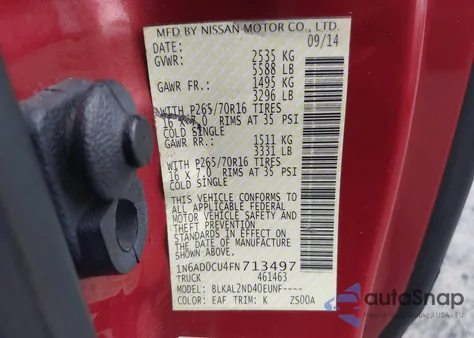 MFD BY NISSAN MOTOR CO., LTD.
DATE: 09/14
GVWR: 2535 KG
5588 LB
GAWR FR.: 1495 KG
3296 LB
WITH P265/70R16 TIRES
16 X 7.0 RIMS AT 35 PSI
COLD SINGLE
GAWR RR.: 1511 KG
3331 LB
WITH P265/70R16 TIRES
16 X 7.0 RIMS AT 35 PSI
COLD SINGLE
THIS VEHICLE CONFORMS TO
ALL APPLICABLE FEDERAL
MOTOR VEHICLE SAFETY AND
THEFT PREVENTION
STANDARDS IN EFFECT ON
THE DATE OF MANUFACTURE
SHOWN ABOVE.
1N6AD0CU4FN713497
TRUCK 461463
MODEL: BLKAL2ND40EUNF----
COLOR: EAF TRIM: K ZS00A
autoSnap